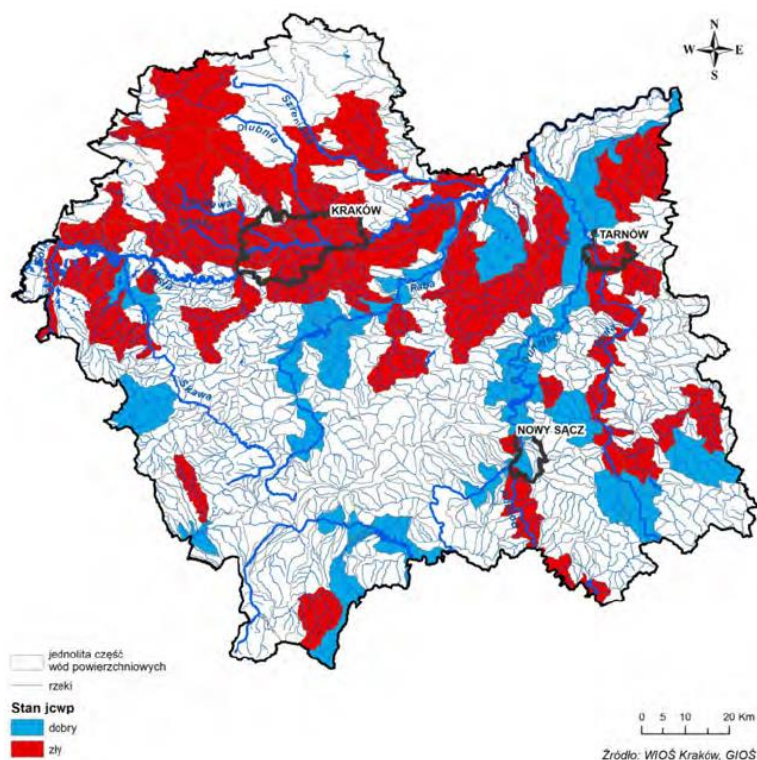 N
W E
S
Dłubnia
KRAKÓW
TARNÓW
Raba
Skawa
NOWY SĄCZ
jednolita część
wód powierzchniowych
rzeki
Stan jcwp
dobry
zły
0 5 10 20 Km
Źródło: WIOŚ Kraków, GIOŚ